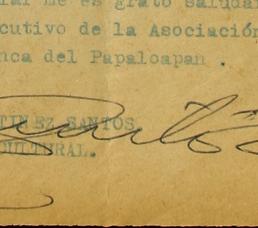 me es grato saludar
cutivo de la Asociación
nca del Papaloapan .
TINEZ SANTOS
CULTURAL.